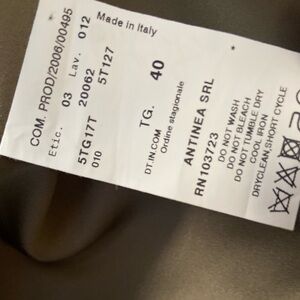 COM. PROD/2006/00495
Etic. 03 Lav. 012
20062
5TG17T 5T127
010
Made in Italy
TG. 40
DT.IN.COM
Ordine stagionale
ANTINEA SRL
RN103723
DO NOT WASH
DO NOT BLEACH
DO NOT TUMBLE DRY
COOL IRON
DRYCLEAN,SHORT CYCLE